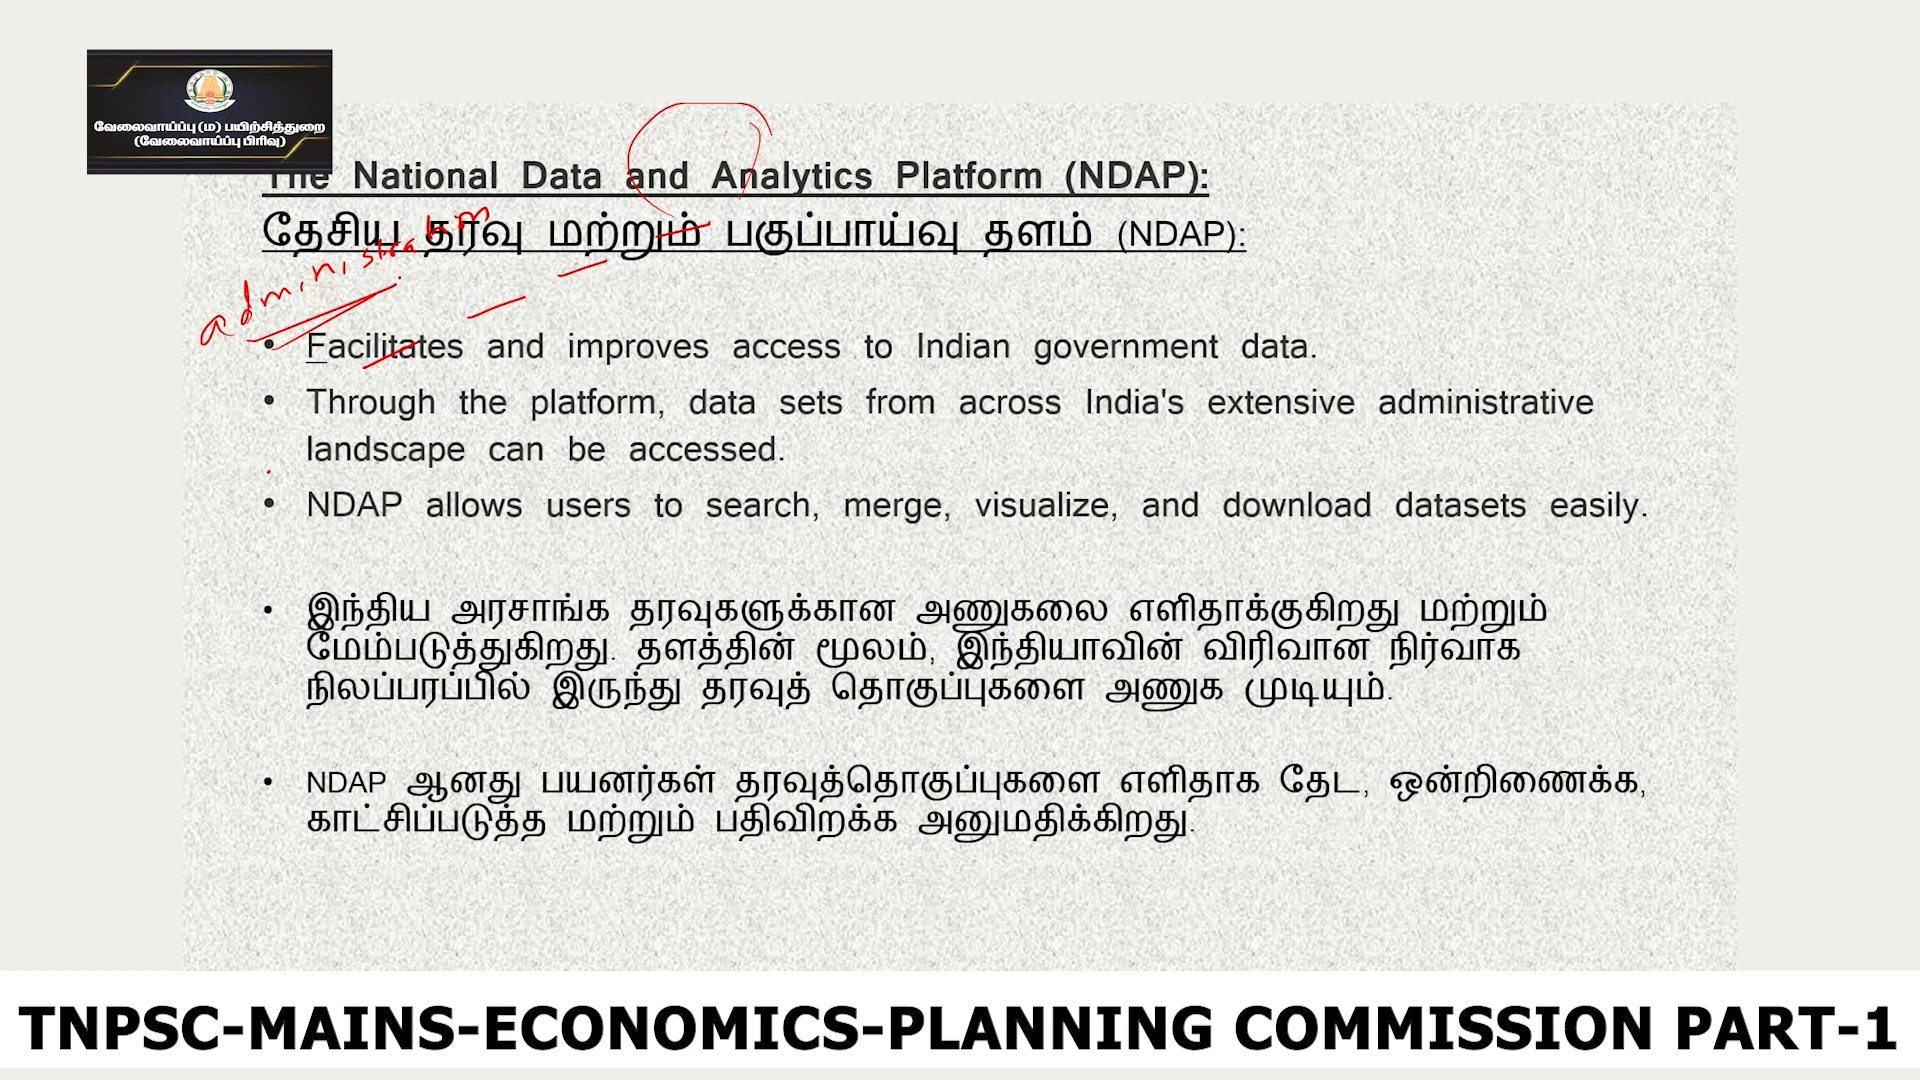 வேலைவாய்ப்பு (ம) பயிற்சித்துறை
(வேலைவாய்ப்பு பிரிவு)
The National Data and Analytics Platform (NDAP):
தேசிய தரவு மற்றும் பகுப்பாய்வு தளம் (NDAP):
administration
• Facilitates and improves access to Indian government data.
• Through the platform, data sets from across India's extensive administrative
landscape can be accessed.
• NDAP allows users to search, merge, visualize, and download datasets easily.
• இந்திய அரசாங்க தரவுகளுக்கான அணுகலை எளிதாக்குகிறது மற்றும்
மேம்படுத்துகிறது. தளத்தின் மூலம், இந்தியாவின் விரிவான நிர்வாக
நிலப்பரப்பில் இருந்து தரவுத் தொகுப்புகளை அணுக முடியும்.
• NDAP ஆனது பயனர்கள் தரவுத்தொகுப்புகளை எளிதாக தேட, ஒன்றிணைக்க,
காட்சிப்படுத்த மற்றும் பதிவிறக்க அனுமதிக்கிறது.
TNPSC-MAINS-ECONOMICS-PLANNING COMMISSION PART-1